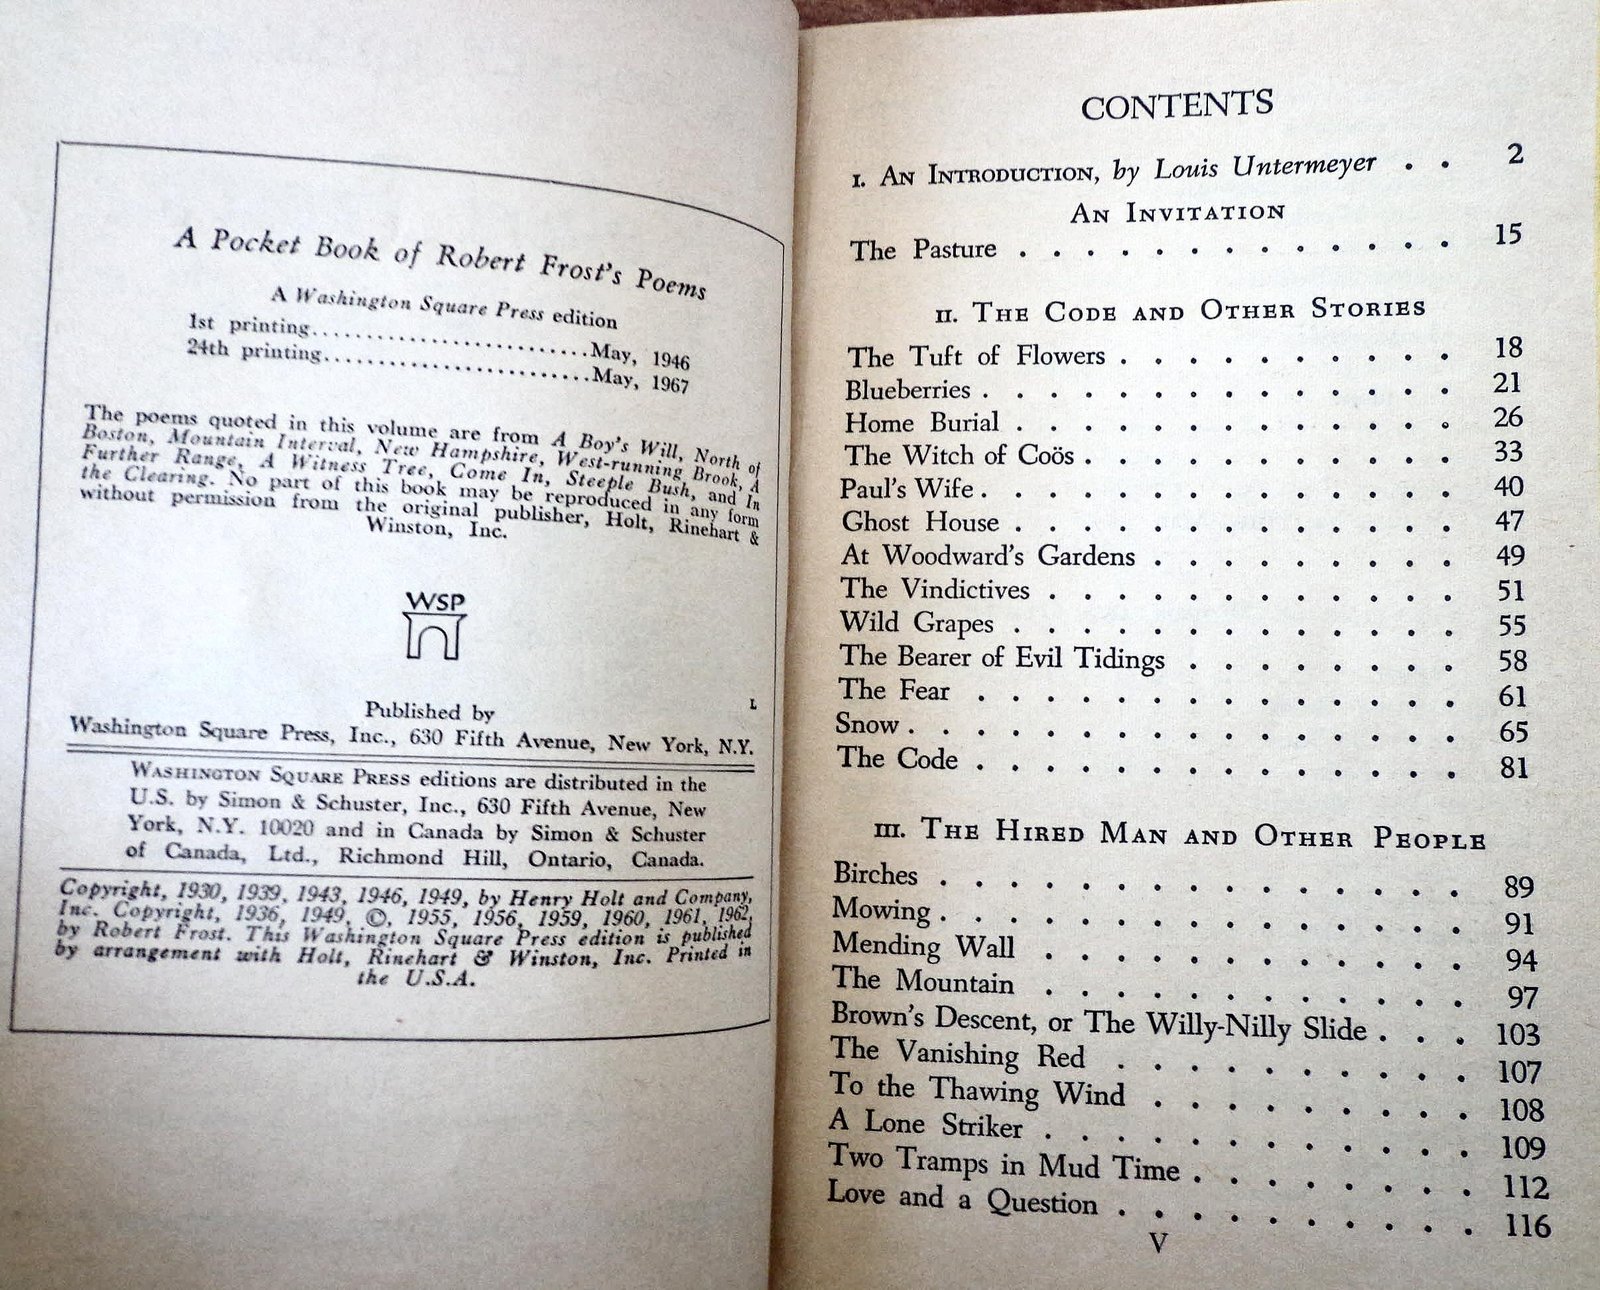 A Pocket Book of Robert Frost's Poems
A Washington Square Press edition
1st printing..........................May, 1946
24th printing.........................May, 1967
The poems quoted in this volume are from A Boy's Will, North of
Boston, Mountain Interval, New Hampshire, West-running Brook, A
Further Range, A Witness Tree, Come In, Steeple Bush, and In
the Clearing. No part of this book may be reproduced in any form
without permission from the original publisher, Holt, Rinehart &
Winston, Inc.
WSP
L
Published by
Washington Square Press, Inc., 630 Fifth Avenue, New York, N.Y.
WASHINGTON SQUARE PRESS editions are distributed in the
U.S. by Simon & Schuster, Inc., 630 Fifth Avenue, New
York, N.Y. 10020 and in Canada by Simon & Schuster
of Canada, Ltd., Richmond Hill, Ontario, Canada.
Copyright, 1930, 1939, 1943, 1946, 1949, by Henry Holt and Company,
Inc. Copyright, 1936, 1949, ©, 1955, 1956, 1959, 1960, 1961, 1962,
by Robert Frost. This Washington Square Press edition is published
by arrangement with Holt, Rinehart & Winston, Inc. Printed in
the U.S.A.
CONTENTS
I. AN INTRODUCTION, by Louis Untermeyer . . 2
AN INVITATION
The Pasture . . . . . . . . . . . . . 15
II. THE CODE AND OTHER STORIES
The Tuft of Flowers . . . . . . . . . . 18
Blueberries . . . . . . . . . . . . . . 21
Home Burial . . . . . . . . . . . . . 26
The Witch of Coös . . . . . . . . . . . 33
Paul's Wife . . . . . . . . . . . . . . 40
Ghost House . . . . . . . . . . . . . 47
At Woodward's Gardens . . . . . . . . . 49
The Vindictives . . . . . . . . . . . . 51
Wild Grapes . . . . . . . . . . . . . 55
The Bearer of Evil Tidings . . . . . . . . 58
The Fear . . . . . . . . . . . . . . 61
Snow . . . . . . . . . . . . . . . . 65
The Code . . . . . . . . . . . . . . 81
III. THE HIRED MAN AND OTHER PEOPLE
Birches . . . . . . . . . . . . . . . 89
Mowing . . . . . . . . . . . . . . . 91
Mending Wall . . . . . . . . . . . . 94
The Mountain . . . . . . . . . . . . 97
Brown's Descent, or The Willy-Nilly Slide . . . 103
The Vanishing Red . . . . . . . . . . 107
To the Thawing Wind . . . . . . . . . 108
A Lone Striker . . . . . . . . . . . . 109
Two Tramps in Mud Time . . . . . . . . 112
Love and a Question . . . . . . . . . . 116
V